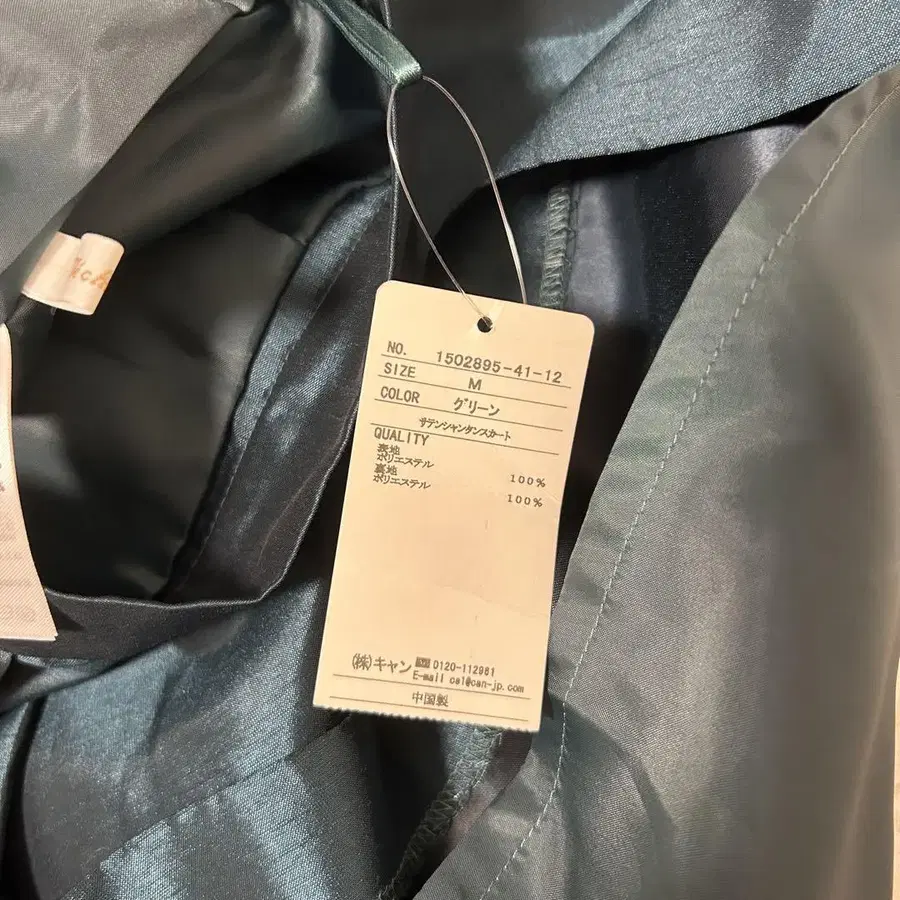 NO. 1502895-41-12
SIZE M
COLOR グリーン
サテンシャンタンスカート
QUALITY
表地
ポリエステル 100%
裏地
ポリエステル 100%
(株)キャン 0120-112961
E-mail cal@can-jp.com
中国製